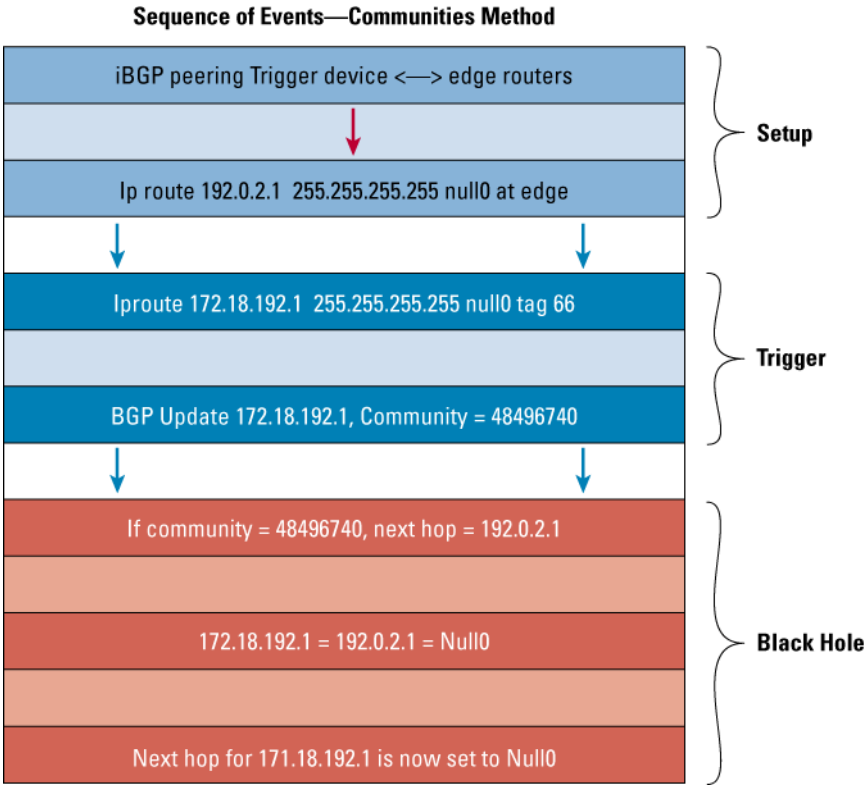 Sequence of Events—Communities Method
iBGP peering Trigger device <—> edge routers
Setup
Ip route 192.0.2.1 255.255.255.255 null0 at edge
Iproute 172.18.192.1 255.255.255.255 null0 tag 66
Trigger
BGP Update 172.18.192.1, Community = 48496740
If community = 48496740, next hop = 192.0.2.1
172.18.192.1 = 192.0.2.1 = Null0
Black Hole
Next hop for 171.18.192.1 is now set to Null0